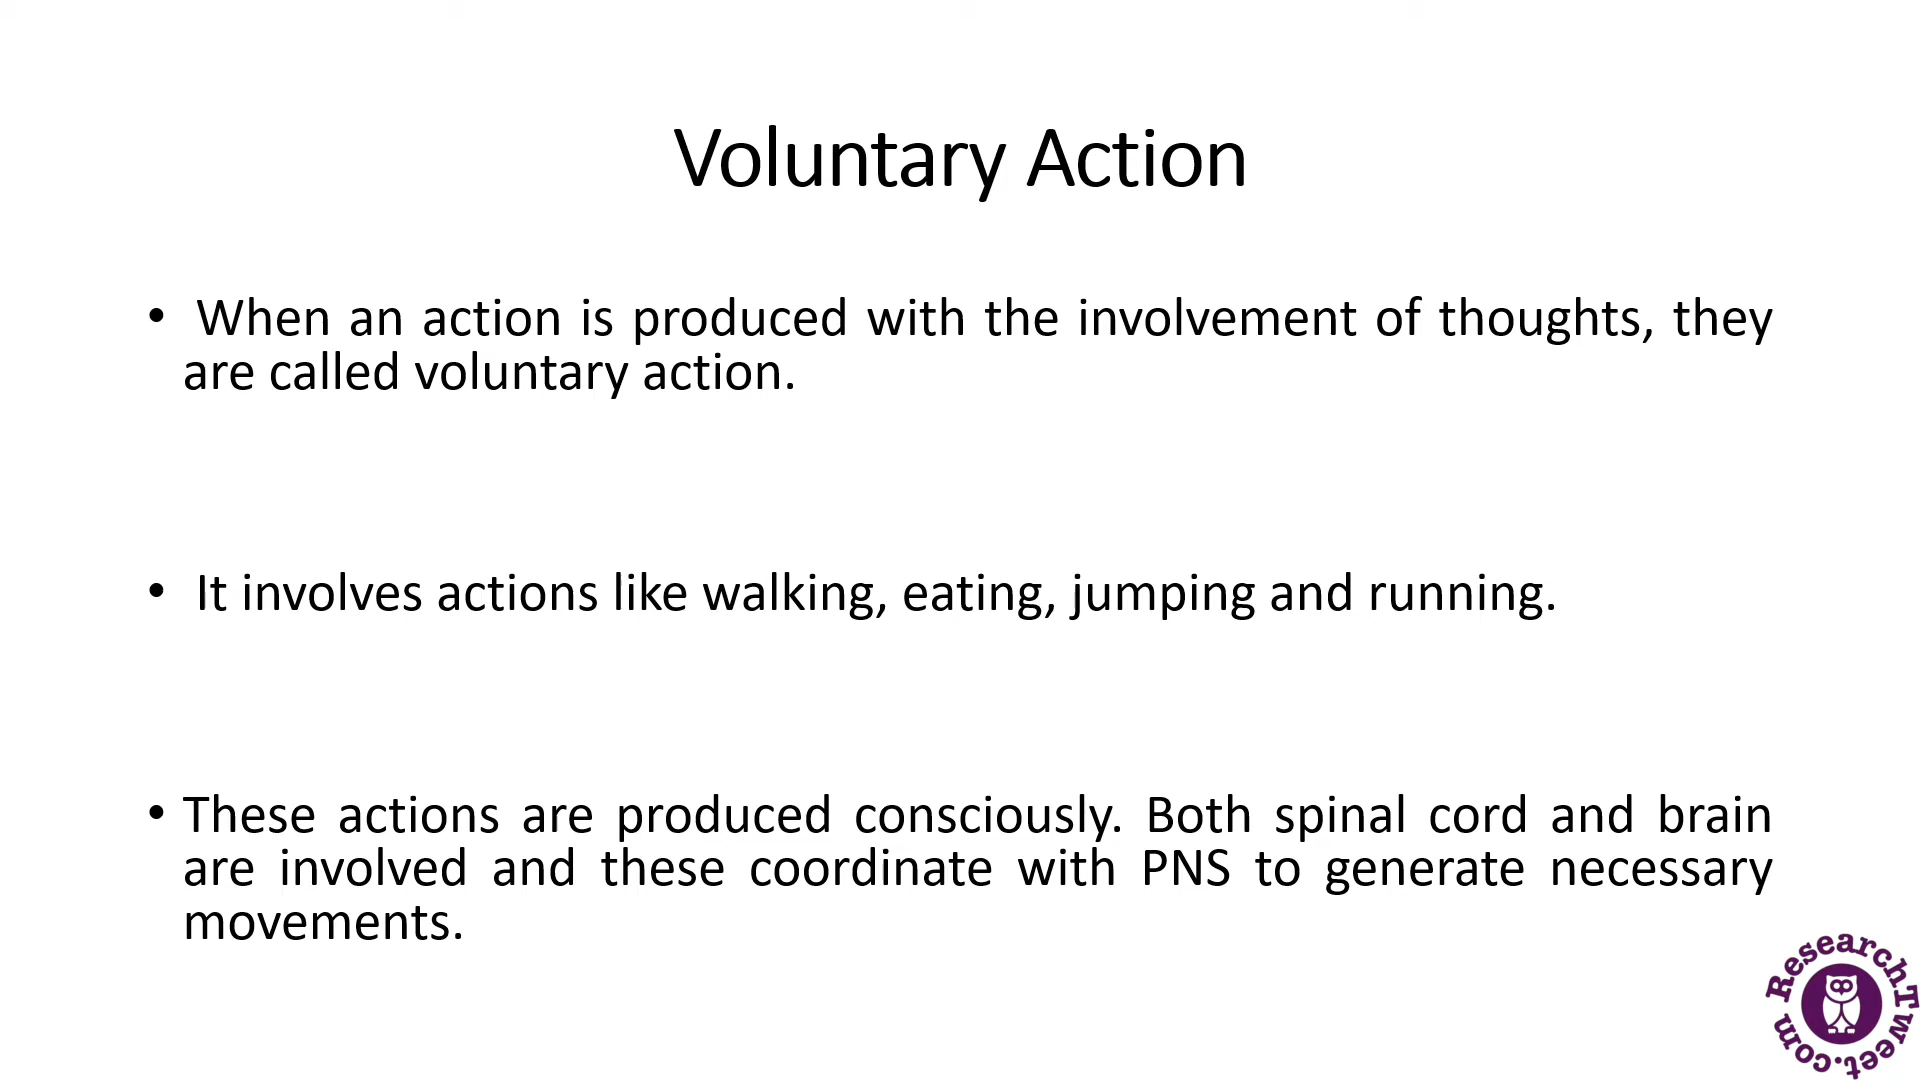 Voluntary Action
• When an action is produced with the involvement of thoughts, they
are called voluntary action.
• It involves actions like walking, eating, jumping and running.
• These actions are produced consciously. Both spinal cord and brain
are involved and these coordinate with PNS to generate necessary
movements.
ResearchTweet.com